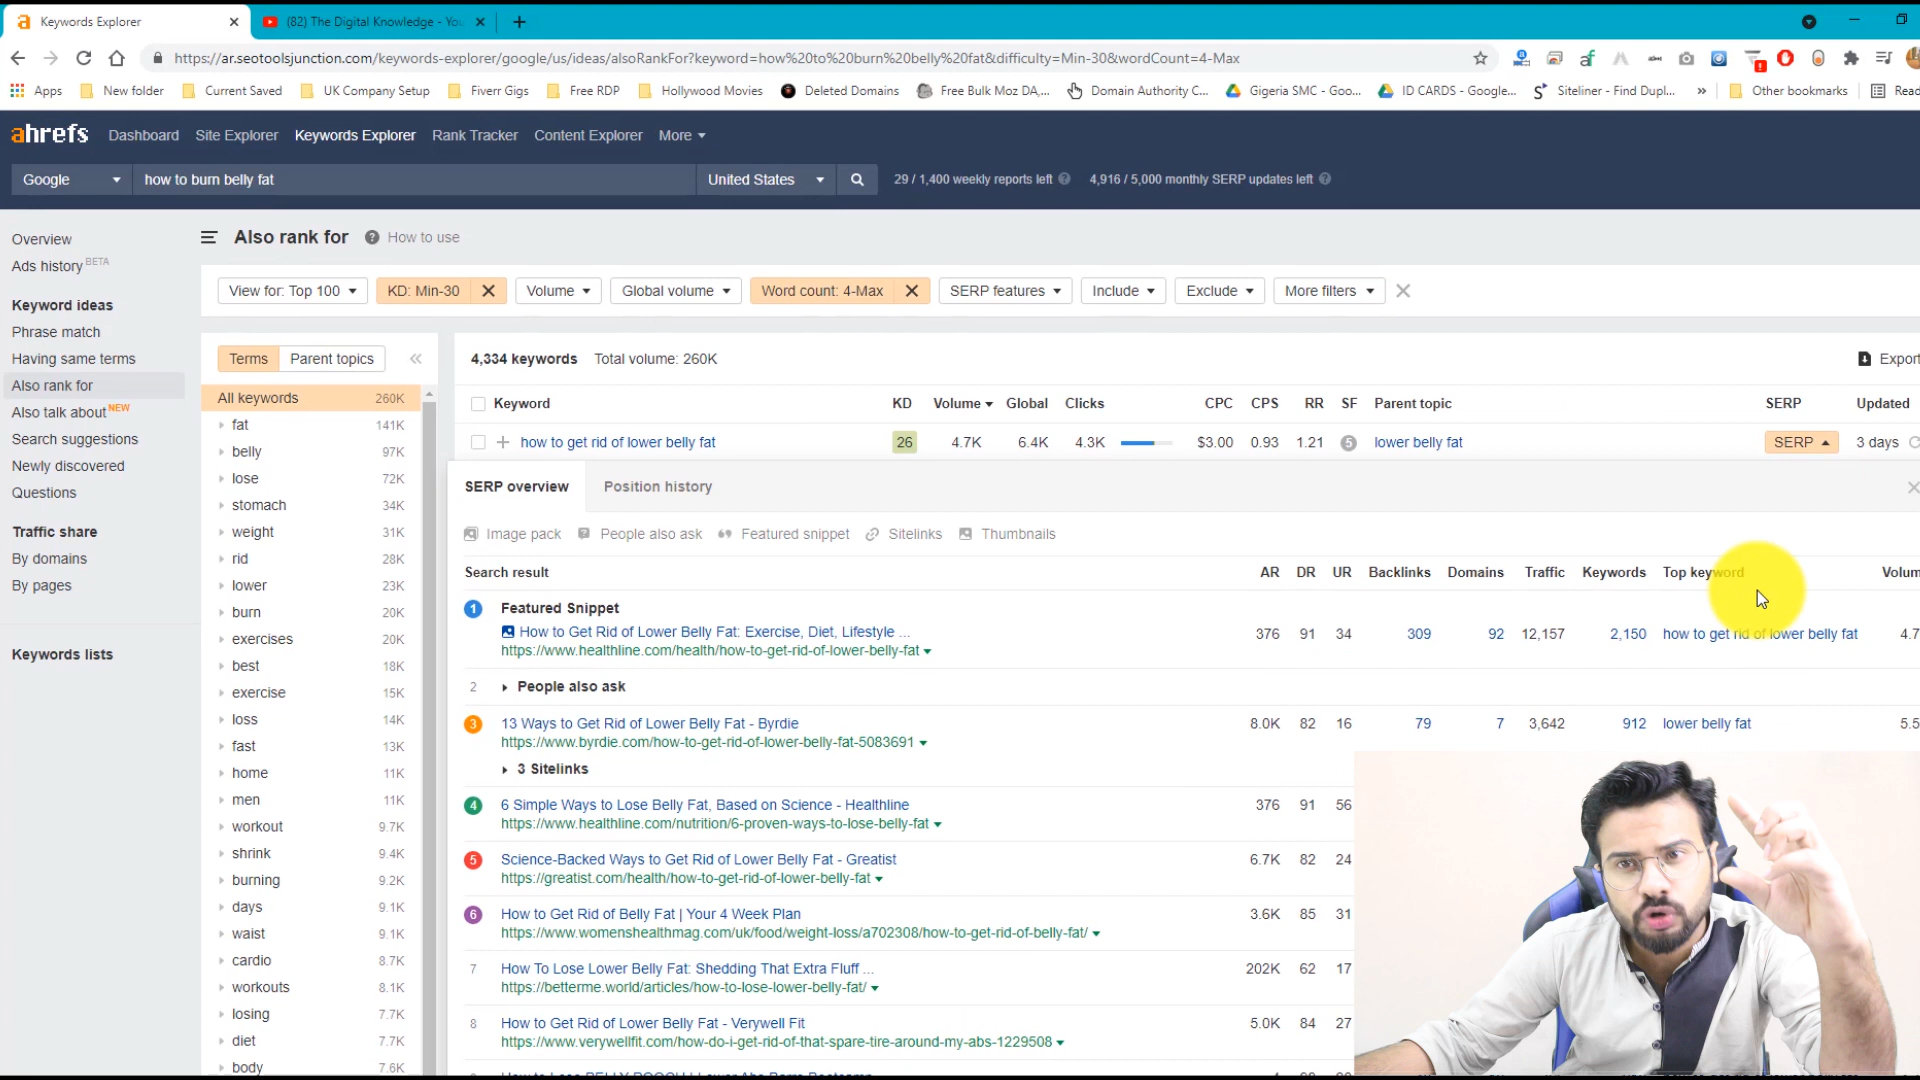 Keywords Explorer
(82) The Digital Knowledge - You
https://ar.seotoolsjunction.com/keywords-explorer/google/us/ideas/alsoRankFor?keyword=how%20to%20burn%20belly%20fat&difficulty=Min-30&wordCount=4-Max
Apps New folder Current Saved UK Company Setup Fiverr Gigs Free RDP Hollywood Movies Deleted Domains Free Bulk Moz DA,... Domain Authority C... Gigeria SMC - Goo... ID CARDS - Google... Siteliner - Find Dupl... » Other bookmarks Read
ahrefs Dashboard Site Explorer Keywords Explorer Rank Tracker Content Explorer More
Google how to burn belly fat United States 29 / 1,400 weekly reports left 4,916 / 5,000 monthly SERP updates left
Overview
Ads history BETA
Keyword ideas
Phrase match
Having same terms
Also rank for
Also talk about NEW
Search suggestions
Newly discovered
Questions
Traffic share
By domains
By pages
Keywords lists
Also rank for How to use
View for: Top 100 KD: Min-30 Volume Global volume Word count: 4-Max SERP features Include Exclude More filters
Terms Parent topics
All keywords 260K
fat 141K
belly 97K
lose 72K
stomach 34K
weight 31K
rid 28K
lower 23K
burn 20K
exercises 20K
best 18K
exercise 15K
loss 14K
fast 13K
home 11K
men 11K
workout 9.7K
shrink 9.4K
burning 9.2K
days 9.1K
waist 9.1K
cardio 8.7K
workouts 8.1K
losing 7.7K
diet 7.7K
body 7.6K
4,334 keywords Total volume: 260K Export
Keyword KD Volume Global Clicks CPC CPS RR SF Parent topic SERP Updated
how to get rid of lower belly fat 26 4.7K 6.4K 4.3K $3.00 0.93 1.21 5 lower belly fat SERP 3 days
SERP overview Position history
Image pack People also ask Featured snippet Sitelinks Thumbnails
Search result AR DR UR Backlinks Domains Traffic Keywords Top keyword Volum
1 Featured Snippet
How to Get Rid of Lower Belly Fat: Exercise, Diet, Lifestyle ... 376 91 34 309 92 12,157 2,150 how to get rid of lower belly fat 4.7
https://www.healthline.com/health/how-to-get-rid-of-lower-belly-fat
2 People also ask
3 13 Ways to Get Rid of Lower Belly Fat - Byrdie 8.0K 82 16 79 7 3,642 912 lower belly fat 5.5
https://www.byrdie.com/how-to-get-rid-of-lower-belly-fat-5083691
3 Sitelinks
4 6 Simple Ways to Lose Belly Fat, Based on Science - Healthline 376 91 56
https://www.healthline.com/nutrition/6-proven-ways-to-lose-belly-fat
5 Science-Backed Ways to Get Rid of Lower Belly Fat - Greatist 6.7K 82 24
https://greatist.com/health/how-to-get-rid-of-lower-belly-fat
6 How to Get Rid of Belly Fat | Your 4 Week Plan 3.6K 85 31
https://www.womenshealthmag.com/uk/food/weight-loss/a702308/how-to-get-rid-of-belly-fat/
7 How To Lose Lower Belly Fat: Shedding That Extra Fluff ... 202K 62 17
https://betterme.world/articles/how-to-lose-lower-belly-fat/
8 How to Get Rid of Lower Belly Fat - Verywell Fit 5.0K 84 27
https://www.verywellfit.com/how-do-i-get-rid-of-that-spare-tire-around-my-abs-1229508